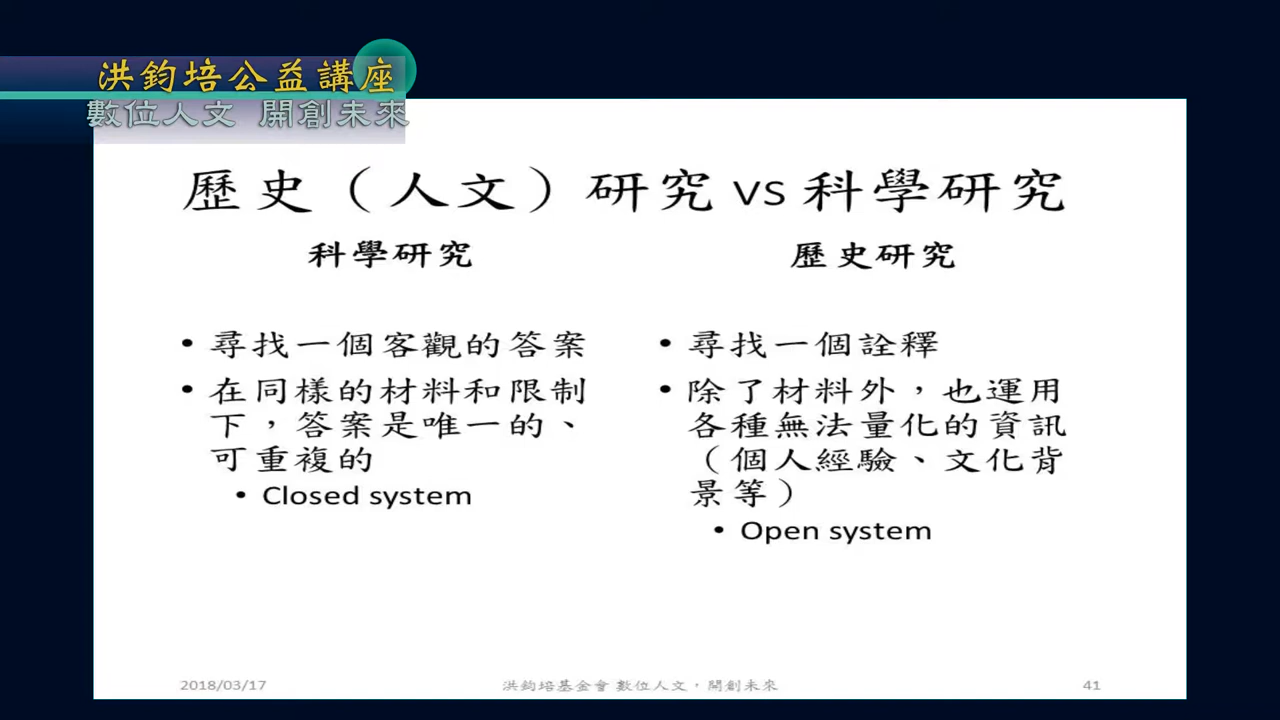 洪鈞培公益講座
數位人文 開創未來
歷史（人文）研究 vs 科學研究
科學研究
• 尋找一個客觀的答案
• 在同樣的材料和限制
下，答案是唯一的、
可重複的
• Closed system
歷史研究
• 尋找一個詮釋
• 除了材料外，也運用
各種無法量化的資訊
（個人經驗、文化背
景等）
• Open system
2018/03/17
洪鈞培基金會 數位人文，開創未來
41